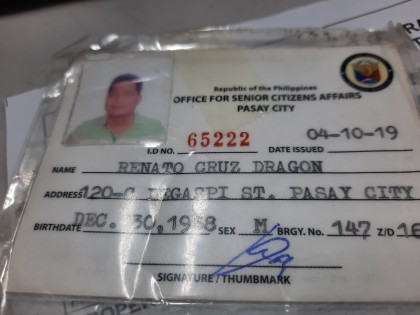 Republic of the Philippines
OFFICE FOR SENIOR CITIZENS AFFAIRS
PASAY CITY
I.D NO. 65222 DATE ISSUED 04-10-19
NAME RENATO CRUZ DRAGON
ADDRESS 120-C LEGASPI ST. PASAY CITY
BIRTHDATE DEC. 30, 1958 SEX M BRGY. No. 147 Z/D 16
SIGNATURE / THUMBMARK